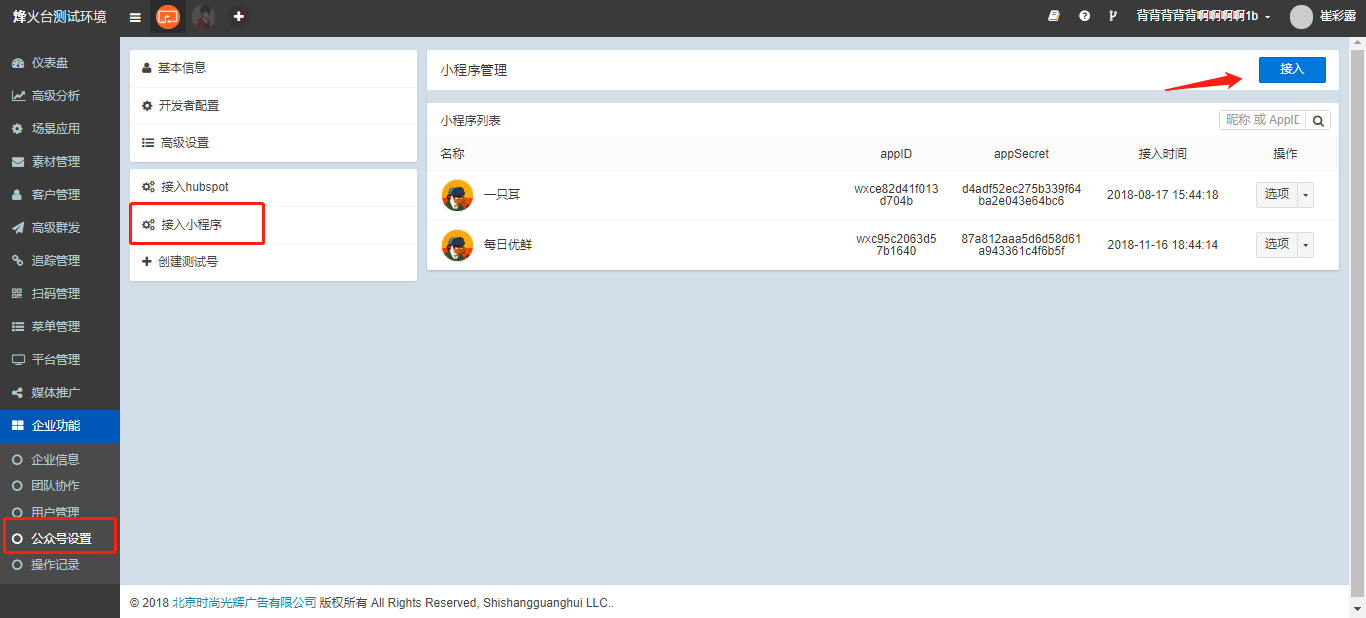 烽火台测试环境
背背背背背啊啊啊啊1b
崔彩露
仪表盘
高级分析
场景应用
素材管理
客户管理
高级群发
追踪管理
扫码管理
菜单管理
平台管理
媒体推广
企业功能
企业信息
团队协作
用户管理
公众号设置
操作记录
基本信息
开发者配置
高级设置
接入hubspot
接入小程序
创建测试号
小程序管理
接入
小程序列表
昵称 或 AppID
名称 appID appSecret 接入时间 操作
一只耳 wxce82d41f013 d4adf52ec275b339f64 2018-08-17 15:44:18 选项
d704b ba2e043e64bc6
每日优鲜 wxc95c2063d5 87a812aaa5d6d58d61 2018-11-16 18:44:14 选项
7b1640 a943361c4f6b5f
© 2018 北京时尚光辉广告有限公司 版权所有 All Rights Reserved, Shishangguanghui LLC..